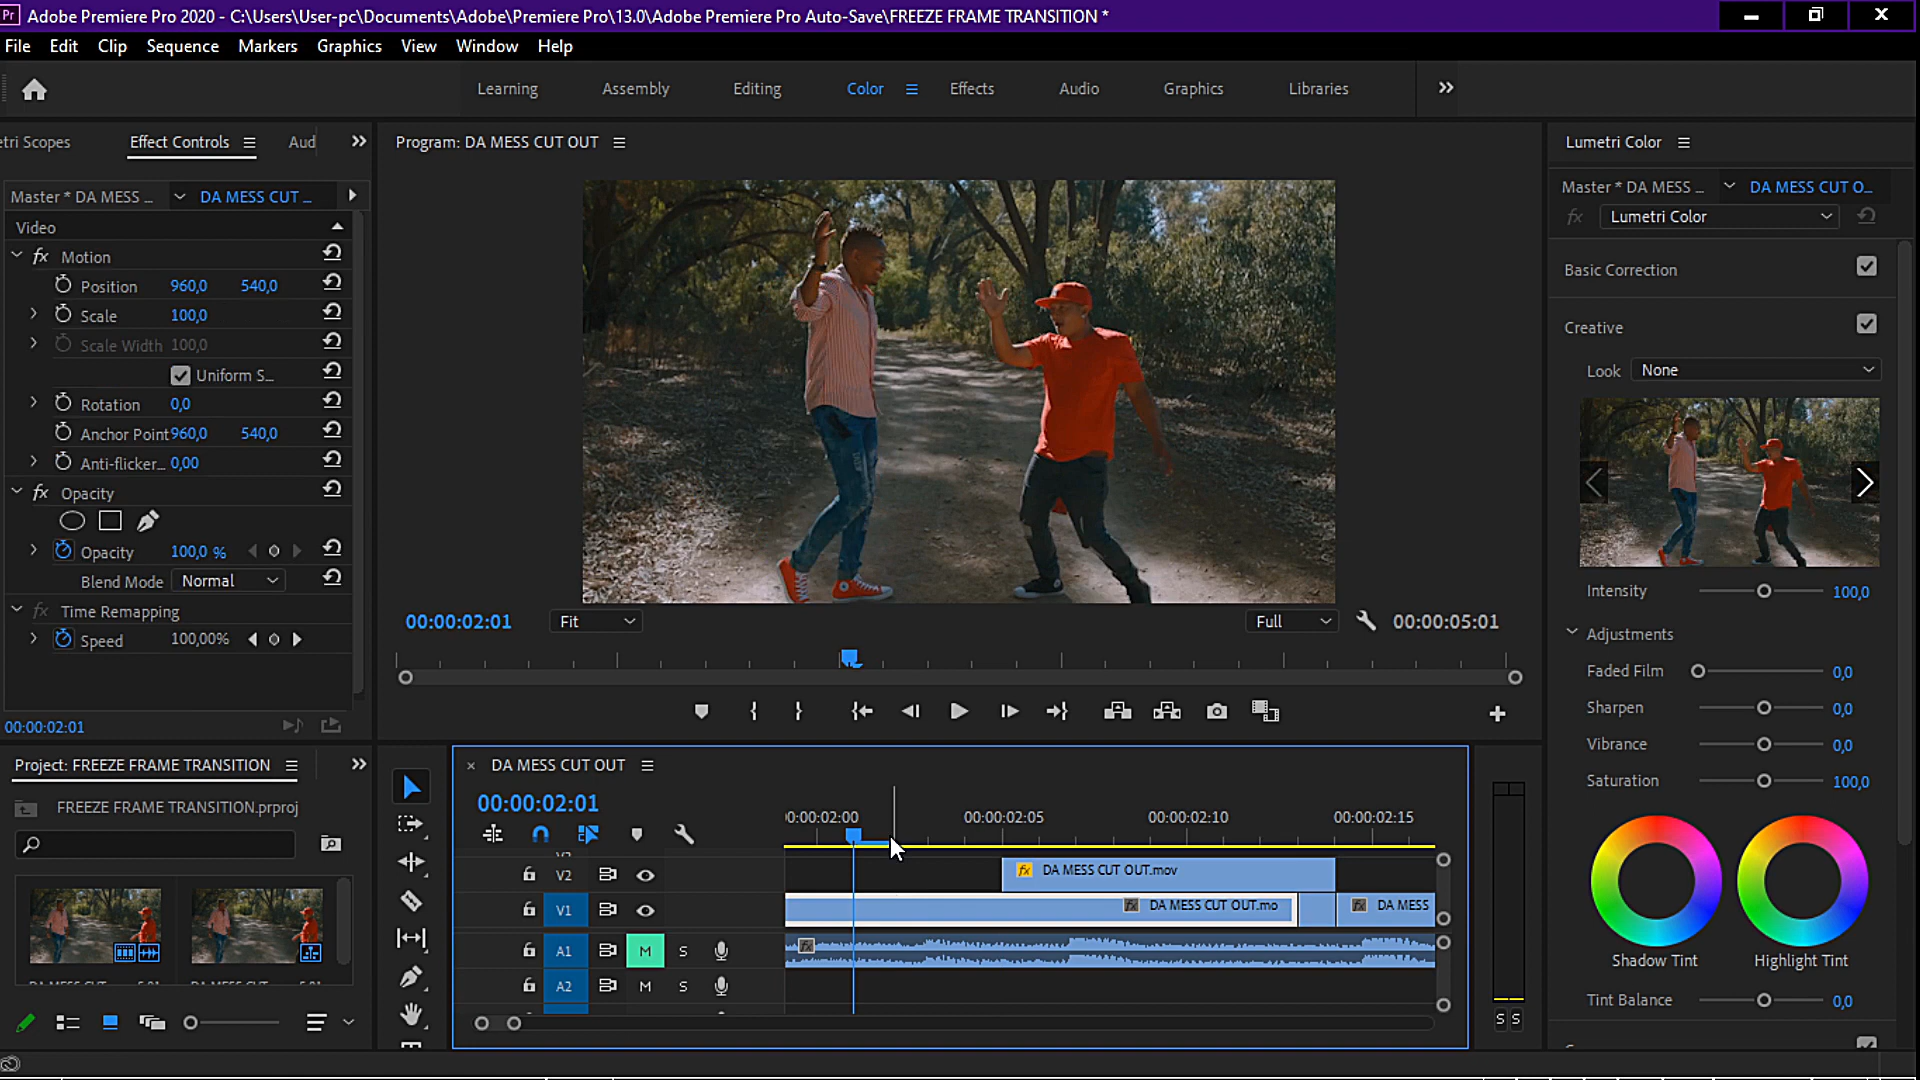 Pr Adobe Premiere Pro 2020 - C:\Users\User-pc\Documents\Adobe\Premiere Pro\13.0\Adobe Premiere Pro Auto-Save\FREEZE FRAME TRANSITION *
File Edit Clip Sequence Markers Graphics View Window Help
Learning Assembly Editing Color Effects Audio Graphics Libraries
etri Scopes Effect Controls Aud
Program: DA MESS CUT OUT
Lumetri Color
Master * DA MESS ... DA MESS CUT ...
Master * DA MESS ... DA MESS CUT O...
fx Lumetri Color
Video
fx Motion
Position 960,0 540,0
Scale 100,0
Scale Width 100,0
Uniform S...
Rotation 0,0
Anchor Point 960,0 540,0
Anti-flicker... 0,00
fx Opacity
Opacity 100,0 %
Blend Mode Normal
fx Time Remapping
Speed 100,00%
00:00:02:01
Basic Correction
Creative
Look None
Intensity 100,0
Adjustments
Faded Film 0,0
Sharpen 0,0
Vibrance 0,0
Saturation 100,0
Shadow Tint Highlight Tint
Tint Balance 0,0
00:00:02:01 Fit Full 00:00:05:01
Project: FREEZE FRAME TRANSITION
FREEZE FRAME TRANSITION.prproj
× DA MESS CUT OUT
00:00:02:01
00:00:02:00 00:00:02:05 00:00:02:10 00:00:02:15
V2 fx DA MESS CUT OUT.mov
V1 fx DA MESS CUT OUT.mo fx DA MESS
A1 M S fx
A2 M S
S S